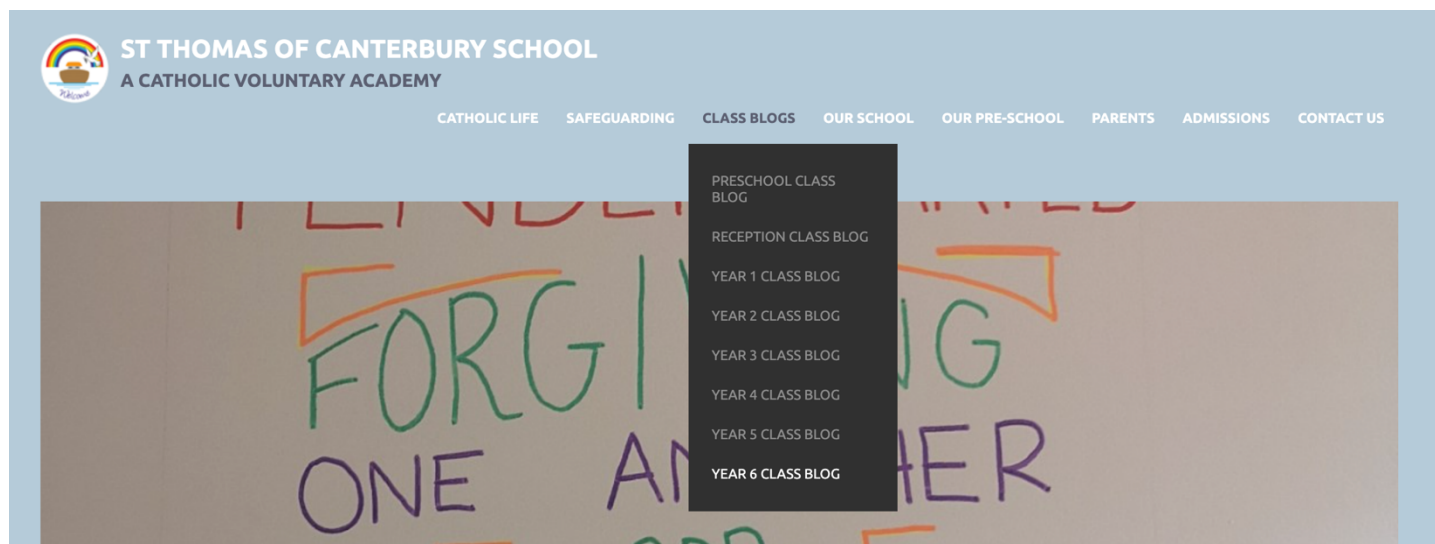 ST THOMAS OF CANTERBURY SCHOOL
A CATHOLIC VOLUNTARY ACADEMY
Welcome
CATHOLIC LIFE SAFEGUARDING CLASS BLOGS OUR SCHOOL OUR PRE-SCHOOL PARENTS ADMISSIONS CONTACT US
PRESCHOOL CLASS
BLOG
RECEPTION CLASS BLOG
YEAR 1 CLASS BLOG
YEAR 2 CLASS BLOG
YEAR 3 CLASS BLOG
YEAR 4 CLASS BLOG
YEAR 5 CLASS BLOG
YEAR 6 CLASS BLOG
ONE